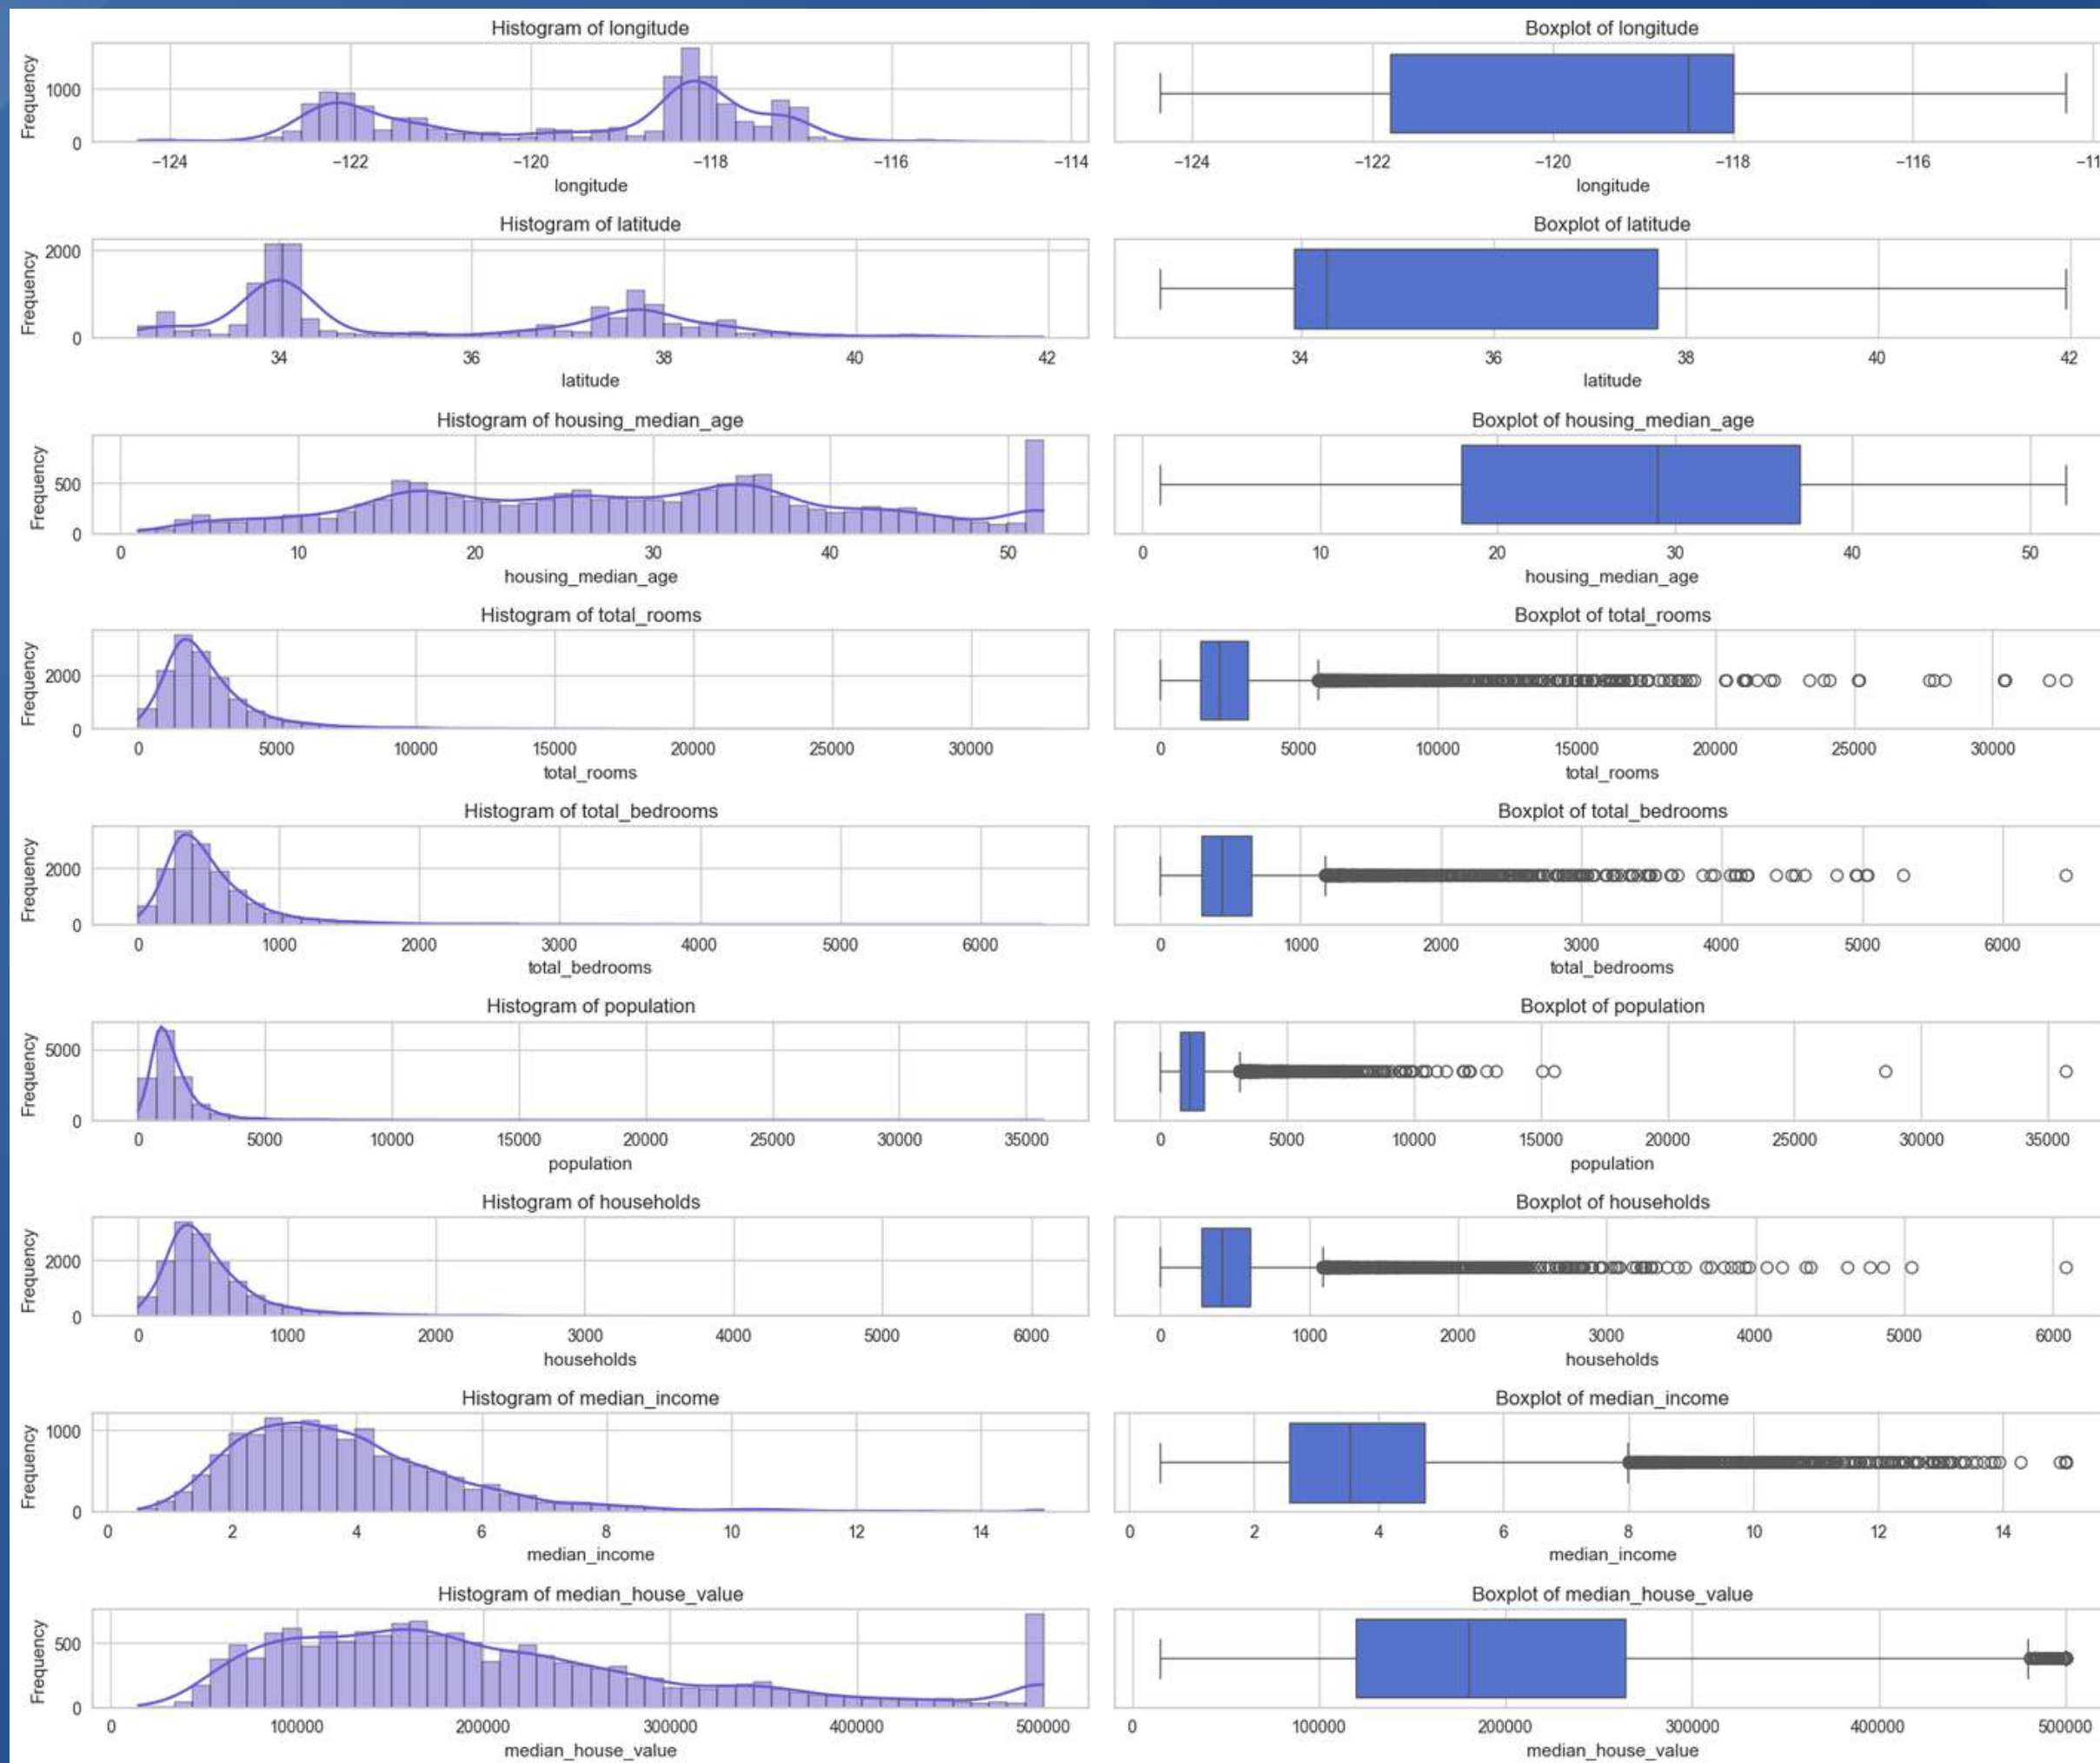 Histogram of longitude
Frequency
1000
0
−124 −122 −120 −118 −116 −114
longitude
Boxplot of longitude
−124 −122 −120 −118 −116 −11
longitude
Histogram of latitude
Frequency
2000
0
34 36 38 40 42
latitude
Boxplot of latitude
34 36 38 40 42
latitude
Histogram of housing_median_age
Frequency
500
0
0 10 20 30 40 50
housing_median_age
Boxplot of housing_median_age
0 10 20 30 40 50
housing_median_age
Histogram of total_rooms
Frequency
2000
0
0 5000 10000 15000 20000 25000 30000
total_rooms
Boxplot of total_rooms
0 5000 10000 15000 20000 25000 30000
total_rooms
Histogram of total_bedrooms
Frequency
2000
0
0 1000 2000 3000 4000 5000 6000
total_bedrooms
Boxplot of total_bedrooms
0 1000 2000 3000 4000 5000 6000
total_bedrooms
Histogram of population
Frequency
5000
0
0 5000 10000 15000 20000 25000 30000 35000
population
Boxplot of population
0 5000 10000 15000 20000 25000 30000 35000
population
Histogram of households
Frequency
2000
0
0 1000 2000 3000 4000 5000 6000
households
Boxplot of households
0 1000 2000 3000 4000 5000 6000
households
Histogram of median_income
Frequency
1000
0
0 2 4 6 8 10 12 14
median_income
Boxplot of median_income
0 2 4 6 8 10 12 14
median_income
Histogram of median_house_value
Frequency
500
0
0 100000 200000 300000 400000 500000
median_house_value
Boxplot of median_house_value
0 100000 200000 300000 400000 500000
median_house_value